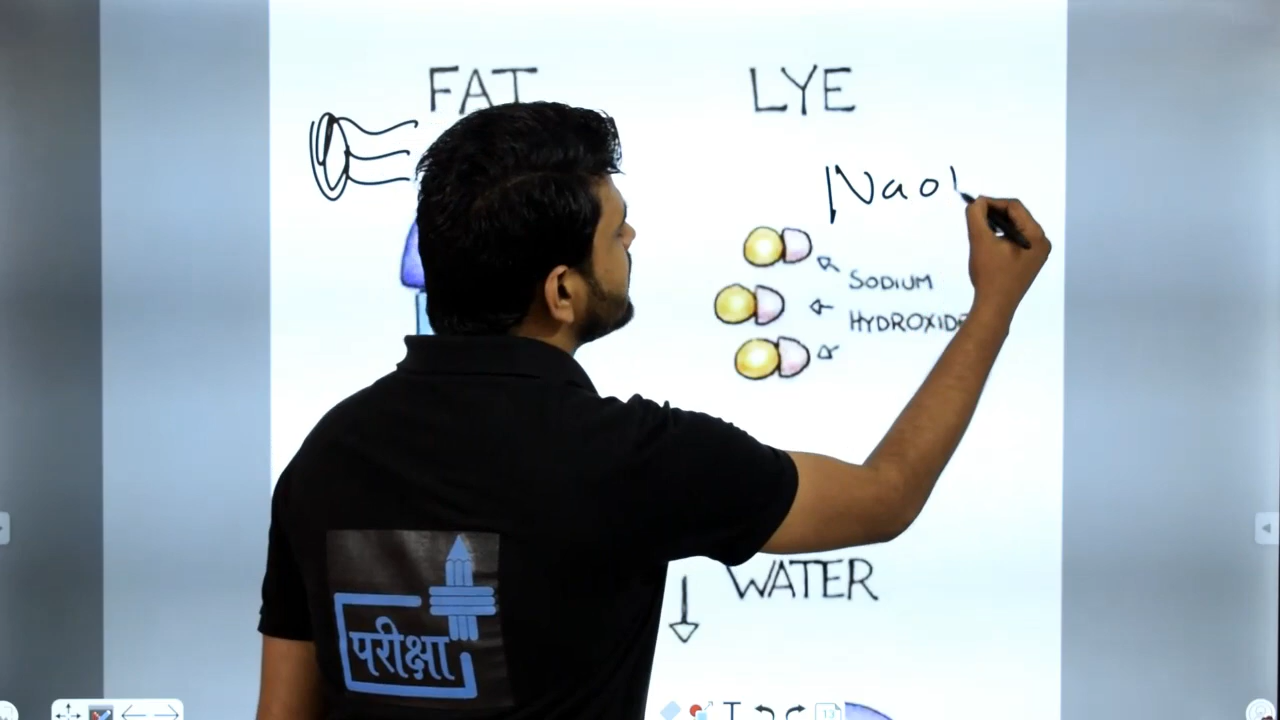 FAT
LYE
Nao
SODIUM
HYDROXIDE
WATER
परीक्षा